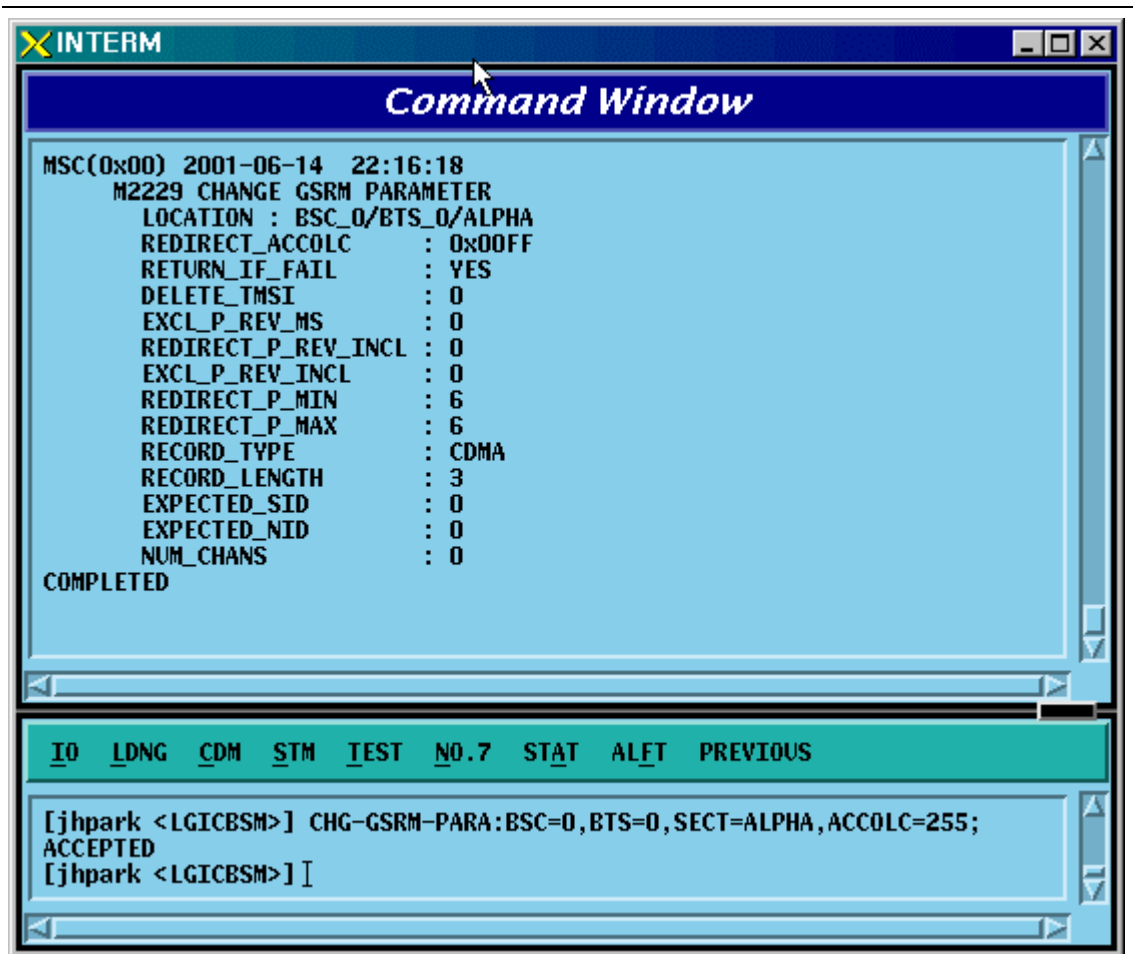 INTERM
Command Window
MSC(0x00) 2001-06-14 22:16:18
M2229 CHANGE GSRM PARAMETER
LOCATION : BSC_0/BTS_0/ALPHA
REDIRECT_ACCOLC : 0x00FF
RETURN_IF_FAIL : YES
DELETE_TMSI : 0
EXCL_P_REV_MS : 0
REDIRECT_P_REV_INCL : 0
EXCL_P_REV_INCL : 0
REDIRECT_P_MIN : 6
REDIRECT_P_MAX : 6
RECORD_TYPE : CDMA
RECORD_LENGTH : 3
EXPECTED_SID : 0
EXPECTED_NID : 0
NUM_CHANS : 0
COMPLETED
IO LDNG CDM STM TEST NO.7 STAT ALFT PREVIOUS
[jhpark <LGICBSM>] CHG-GSRM-PARA:BSC=0,BTS=0,SECT=ALPHA,ACCOLC=255;
ACCEPTED
[jhpark <LGICBSM>]